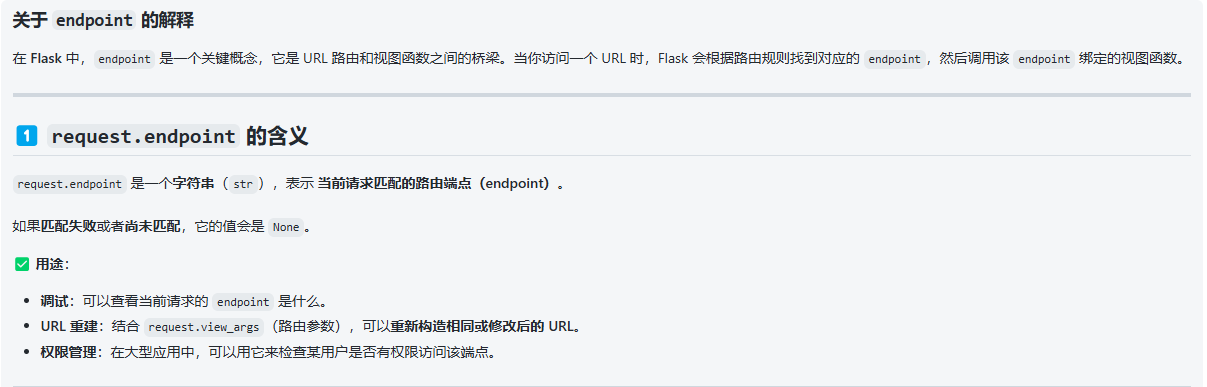 关于 endpoint 的解释
在 Flask 中， endpoint 是一个关键概念，它是 URL 路由和视图函数之间的桥梁。当你访问一个 URL 时，Flask 会根据路由规则找到对应的 endpoint ，然后调用该 endpoint 绑定的视图函数。
1 request.endpoint 的含义
request.endpoint 是一个字符串（ str ），表示 当前请求匹配的路由端点（endpoint）。
如果匹配失败或者尚未匹配，它的值会是 None 。
用途：
调试：可以查看当前请求的 endpoint 是什么。
URL 重建：结合 request.view_args （路由参数），可以重新构造相同或修改后的 URL。
权限管理：在大型应用中，可以用它来检查某用户是否有权限访问该端点。